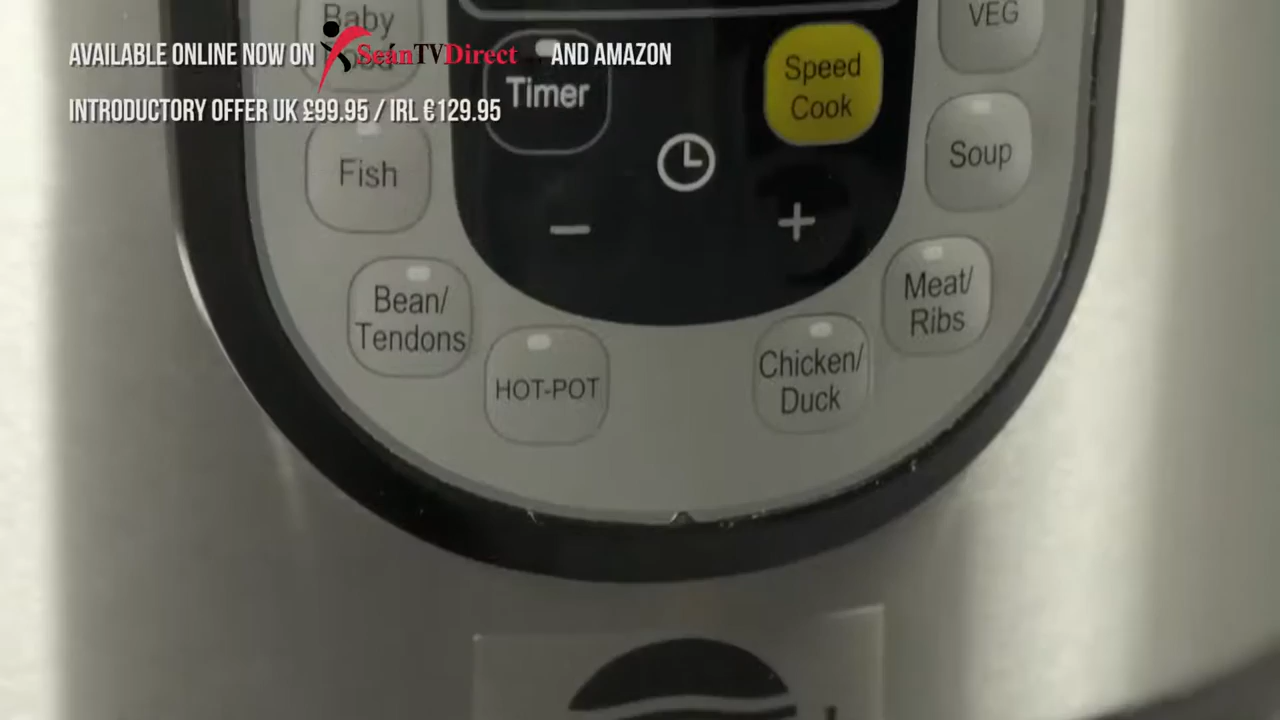 AVAILABLE ONLINE NOW ON SeanTVDirect AND AMAZON
INTRODUCTORY OFFER UK £99.95 / IRL €129.95
Baby
VEG
Timer
Speed
Cook
Fish
Soup
Bean/
Tendons
Meat/
Ribs
HOT-POT
Chicken/
Duck
− +